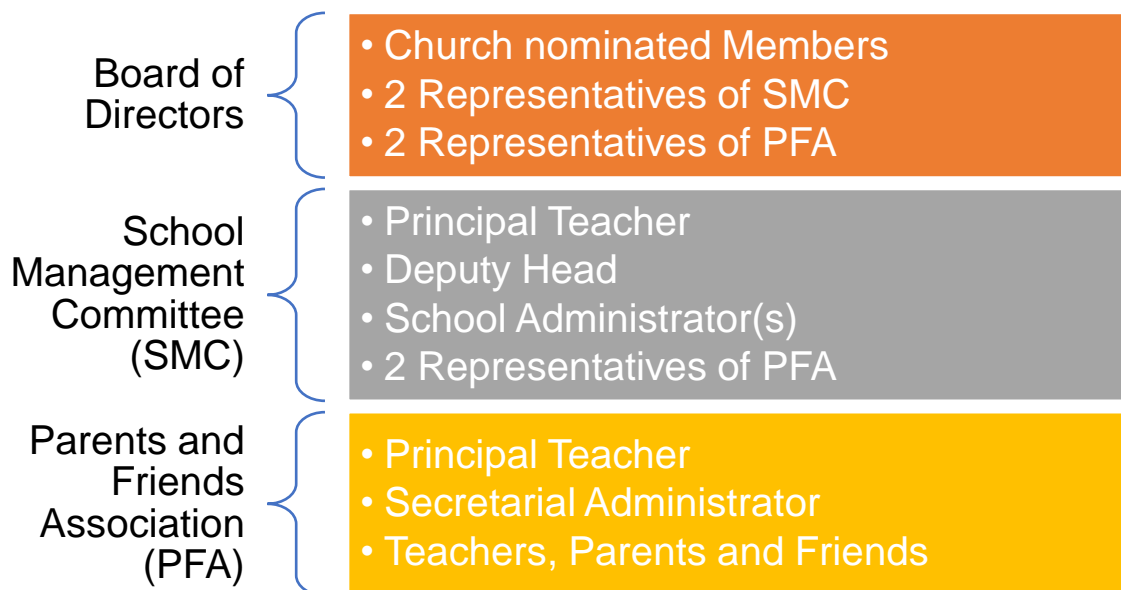 Board of
Directors
• Church nominated Members
• 2 Representatives of SMC
• 2 Representatives of PFA
School
Management
Committee
(SMC)
• Principal Teacher
• Deputy Head
• School Administrator(s)
• 2 Representatives of PFA
Parents and
Friends
Association
(PFA)
• Principal Teacher
• Secretarial Administrator
• Teachers, Parents and Friends